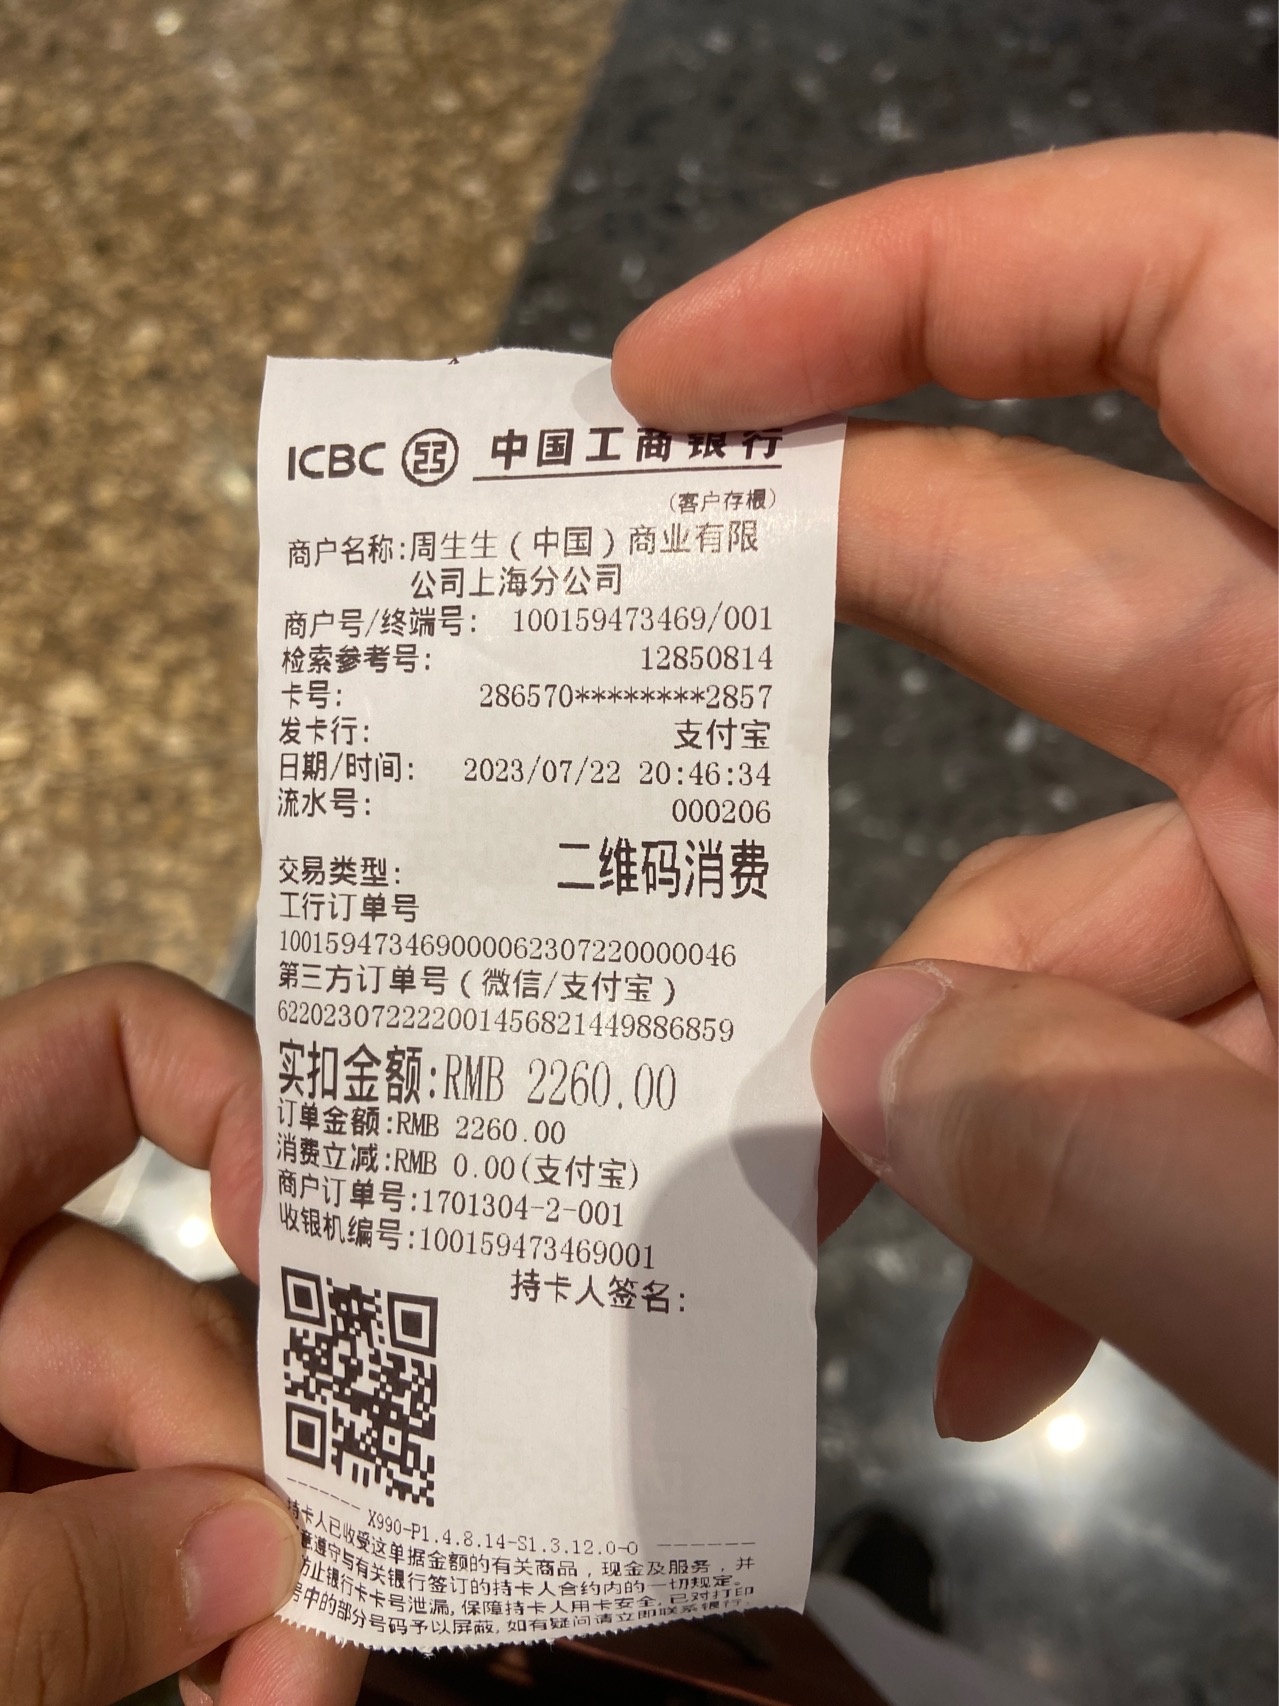 ICBC 中国工商银行
(客户存根)
商户名称:周生生(中国)商业有限
公司上海分公司
商户号/终端号: 100159473469/001
检索参考号: 12850814
卡号: 286570********2857
发卡行: 支付宝
日期/时间: 2023/07/22 20:46:34
流水号: 000206
交易类型: 二维码消费
工行订单号
100159473469000062307220000046
第三方订单号(微信/支付宝)
6220230722220014568214498868​59
实扣金额:RMB 2260.00
订单金额:RMB 2260.00
消费立减:RMB 0.00(支付宝)
商户订单号:1701304-2-001
收银机编号:100159473469001
持卡人签名:
------- X990-P1.4.8.14-S1.3.12.0-0 -------
持卡人已收受这单据金额的有关商品,现金及服务,并
意遵守与有关银行签订的持卡人合约内的一切规定。
防止银行卡卡号泄漏,保障持卡人用卡安全,已对打印
号中的部分号码予以屏蔽,如有疑问请立即联系银行.